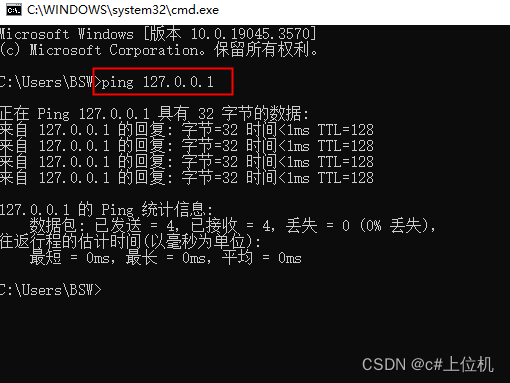 C:\WINDOWS\system32\cmd.exe
Microsoft Windows [版本 10.0.19045.3570]
(c) Microsoft Corporation。保留所有权利。
C:\Users\BSW>ping 127.0.0.1
正在 Ping 127.0.0.1 具有 32 字节的数据:
来自 127.0.0.1 的回复: 字节=32 时间<1ms TTL=128
来自 127.0.0.1 的回复: 字节=32 时间<1ms TTL=128
来自 127.0.0.1 的回复: 字节=32 时间<1ms TTL=128
来自 127.0.0.1 的回复: 字节=32 时间<1ms TTL=128
127.0.0.1 的 Ping 统计信息:
数据包: 已发送 = 4，已接收 = 4，丢失 = 0 (0% 丢失)，
往返行程的估计时间(以毫秒为单位):
最短 = 0ms，最长 = 0ms，平均 = 0ms
C:\Users\BSW>
CSDN @c#上位机